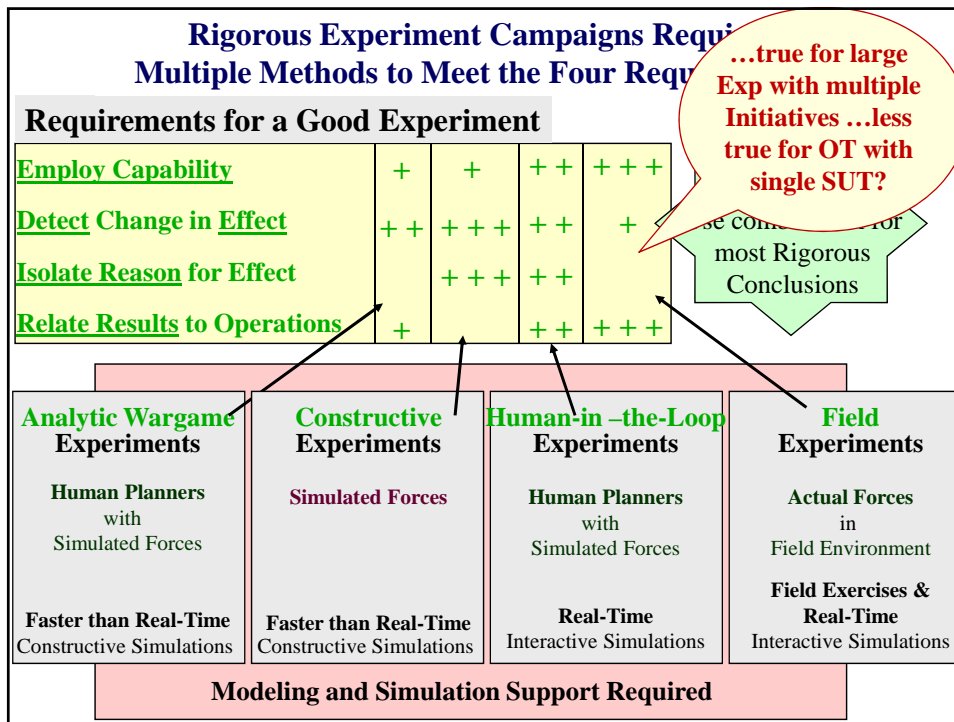 Rigorous Experiment Campaigns Requi
Multiple Methods to Meet the Four Requ
…true for large
Exp with multiple
Initiatives …less
true for OT with
single SUT?
Requirements for a Good Experiment
Employ Capability + + + + + + +
Detect Change in Effect + + + + + + + +
Isolate Reason for Effect + + + + +
Relate Results to Operations + + + + + +
for
most Rigorous
Conclusions
Analytic Wargame
Experiments
Human Planners
with
Simulated Forces
Faster than Real-Time
Constructive Simulations
Constructive
Experiments
Simulated Forces
Faster than Real-Time
Constructive Simulations
Human-in –the-Loop
Experiments
Human Planners
with
Simulated Forces
Real-Time
Interactive Simulations
Field
Experiments
Actual Forces
in
Field Environment
Field Exercises &
Real-Time
Interactive Simulations
Modeling and Simulation Support Required